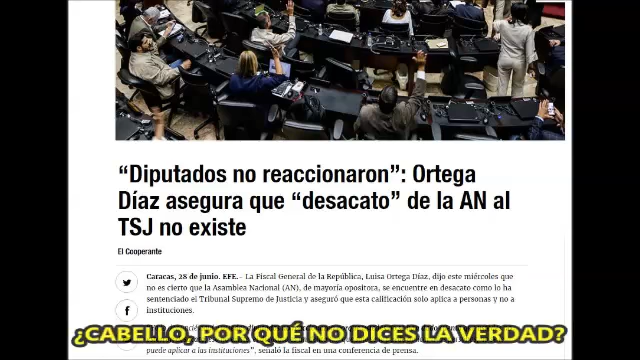 “Diputados no reaccionaron”: Ortega
Díaz asegura que “desacato” de la AN al
TSJ no existe
El Cooperante
Caracas, 28 de junio. EFE.- La Fiscal General de la República, Luisa Ortega Díaz, dijo este miércoles que
no es cierto que la Asamblea Nacional (AN), de mayoría opositora, se encuentre en desacato como lo
ha sentenciado el Tribunal Supremo de Justicia y aseguró que esta calificación solo aplica a personas y no a
instituciones.
¿CABELLO, POR QUÉ NO DICES LA VERDAD?
puede aplicar a las instituciones”, señaló la fiscal en una conferencia de prensa.